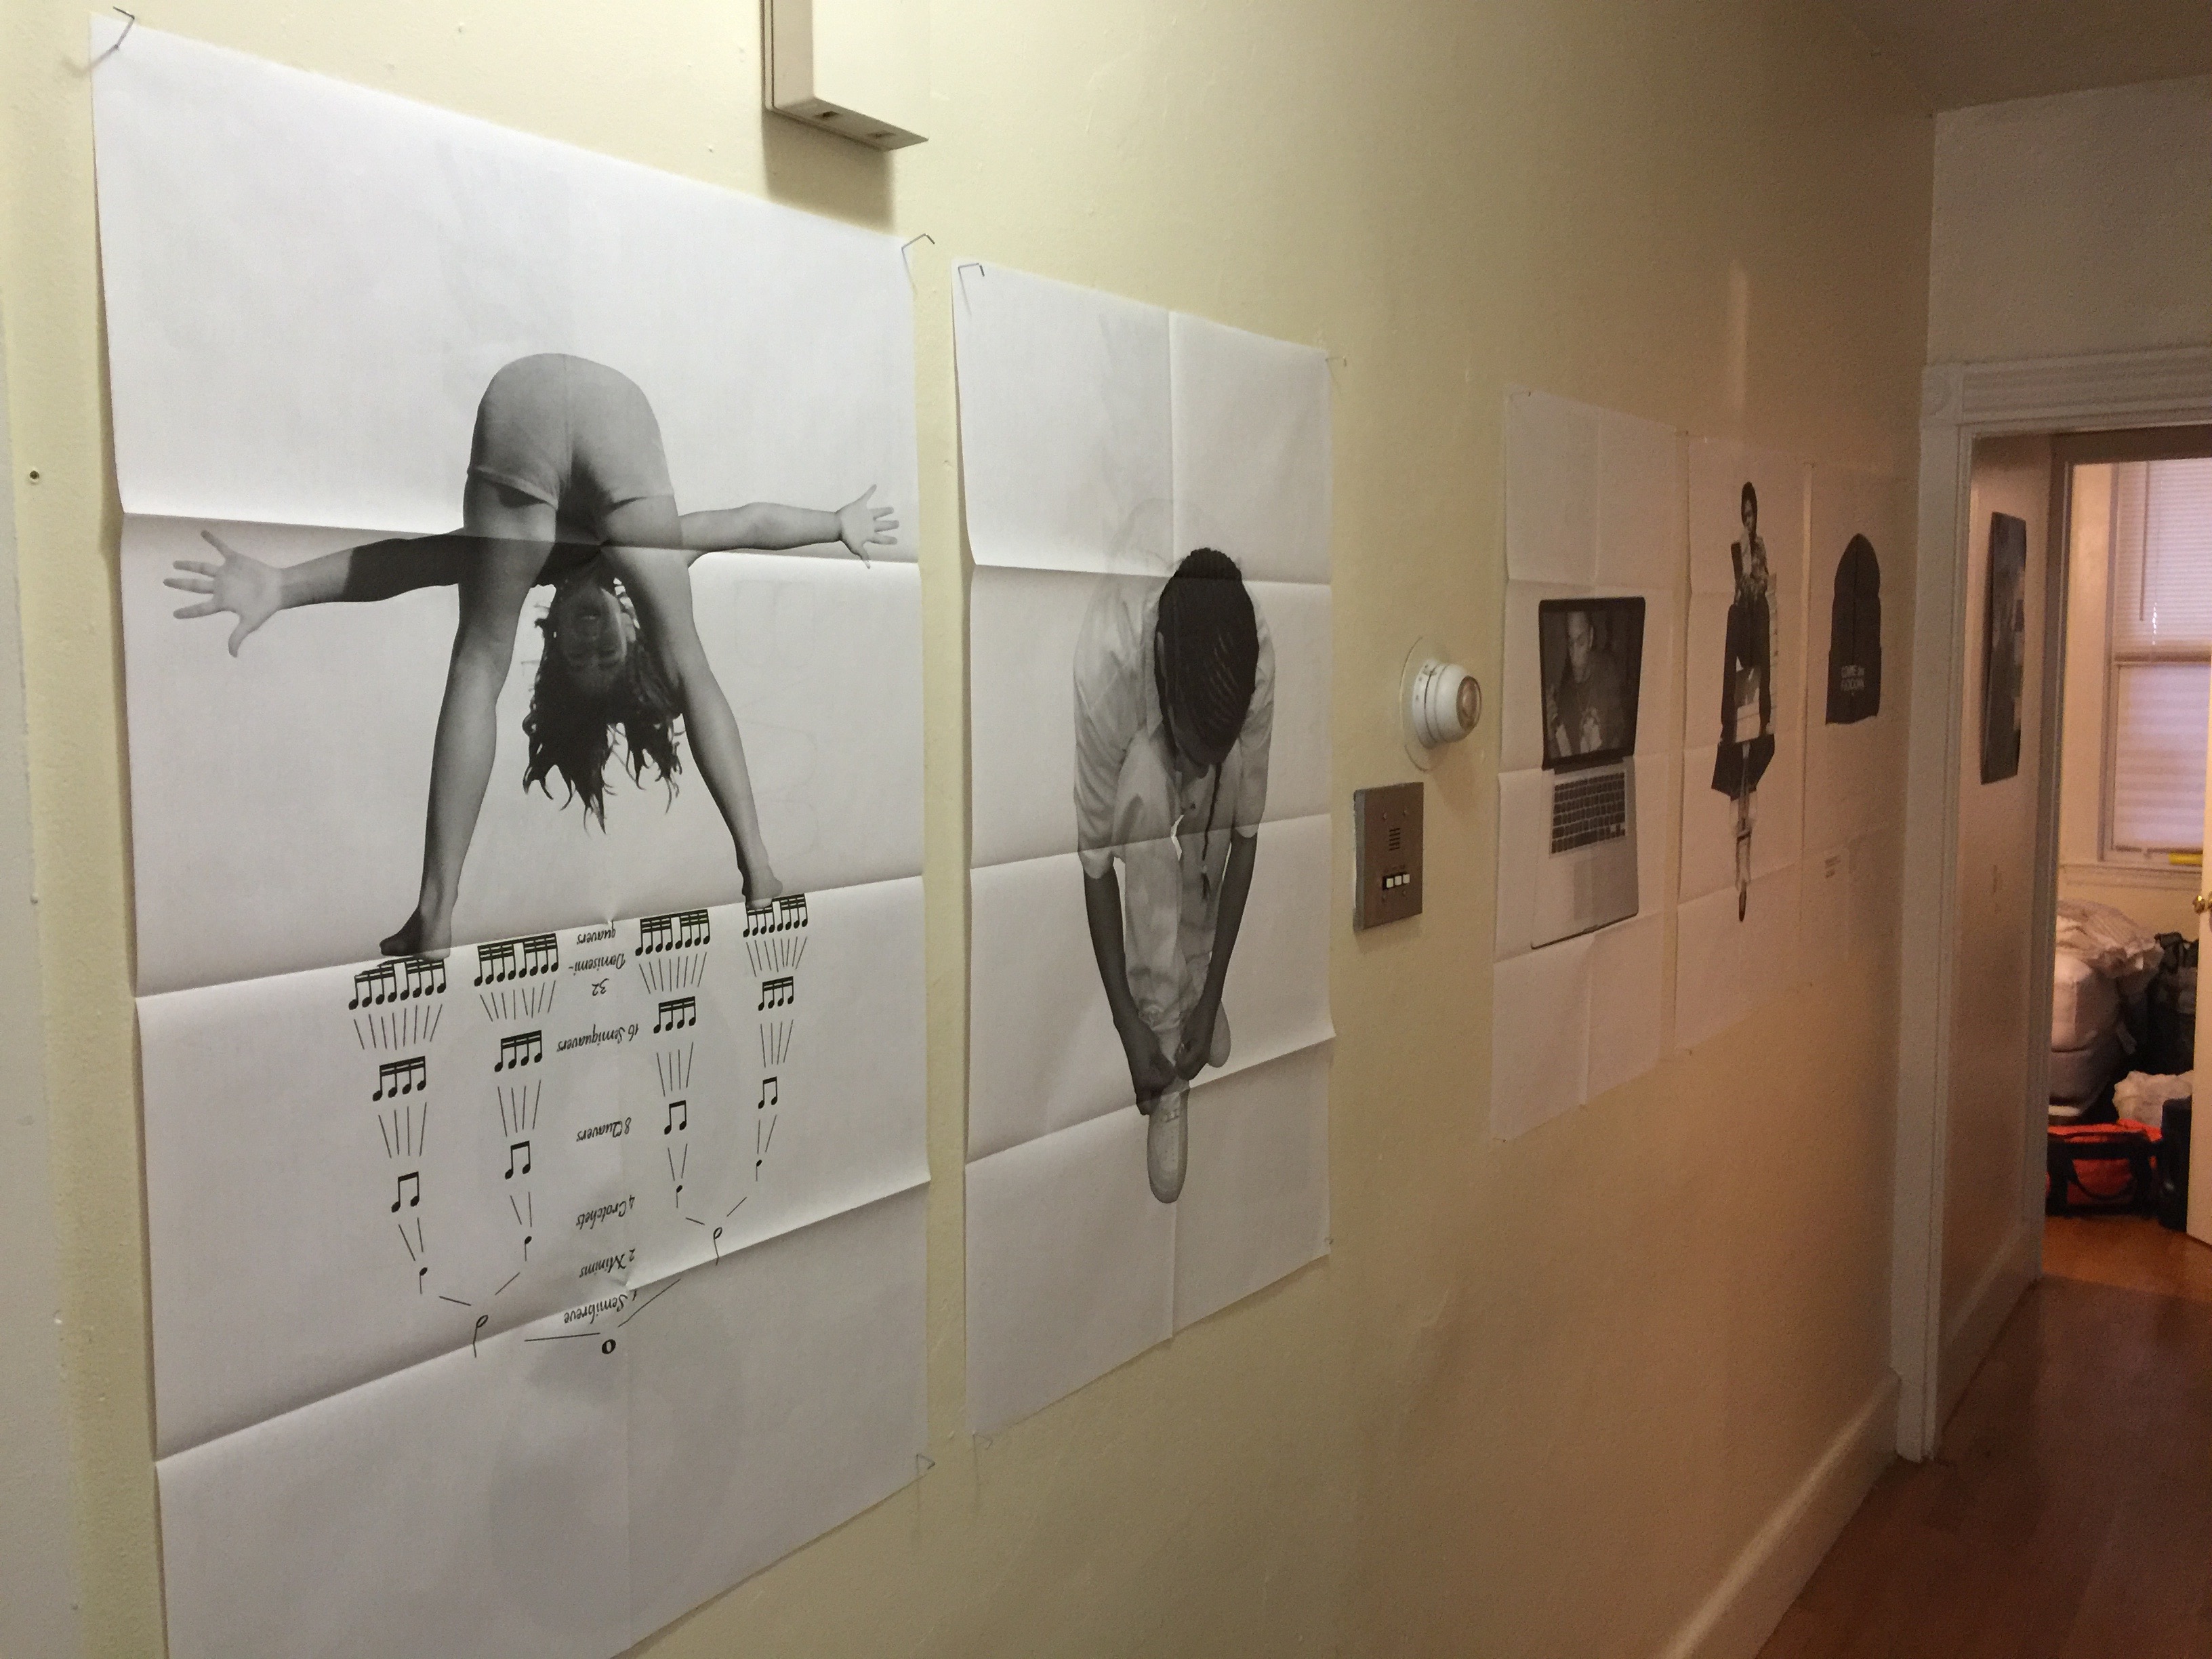 32
Demisemi-
quavers
16 Semiquavers
8 Quavers
4 Crotchets
2 Minims
1 Semibreve